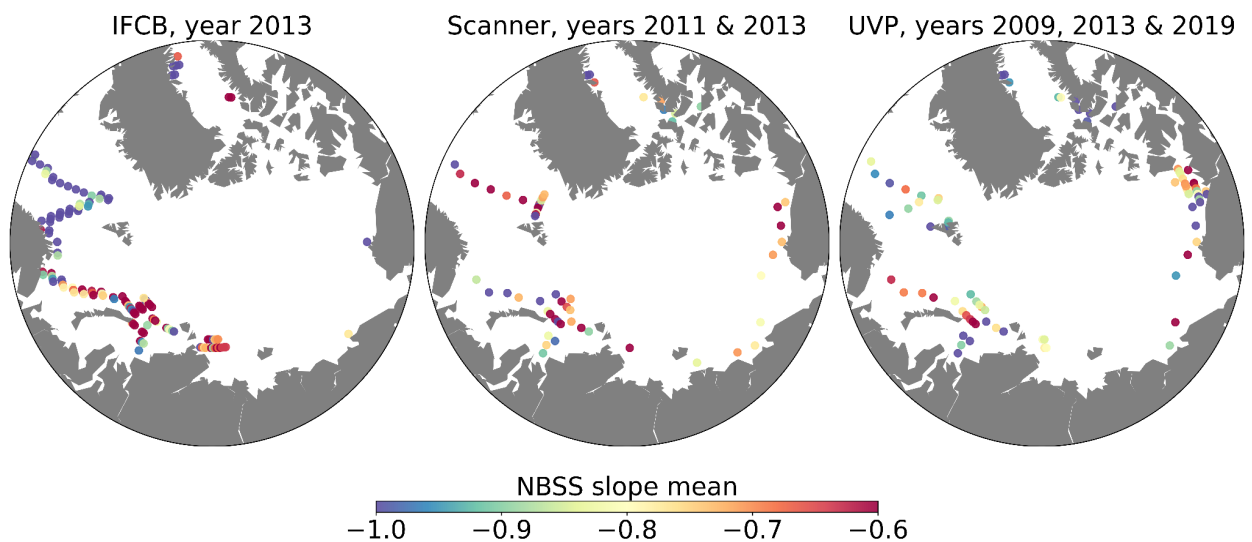 IFCB, year 2013
Scanner, years 2011 & 2013
UVP, years 2009, 2013 & 2019
NBSS slope mean
−1.0 −0.9 −0.8 −0.7 −0.6